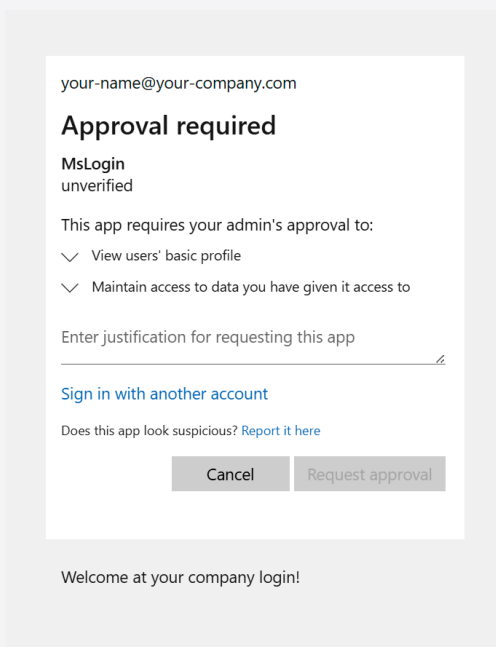 your-name@your-company.com
Approval required
MsLogin
unverified
This app requires your admin's approval to:
View users' basic profile
Maintain access to data you have given it access to
Enter justification for requesting this app
Sign in with another account
Does this app look suspicious? Report it here
Cancel
Request approval
Welcome at your company login!